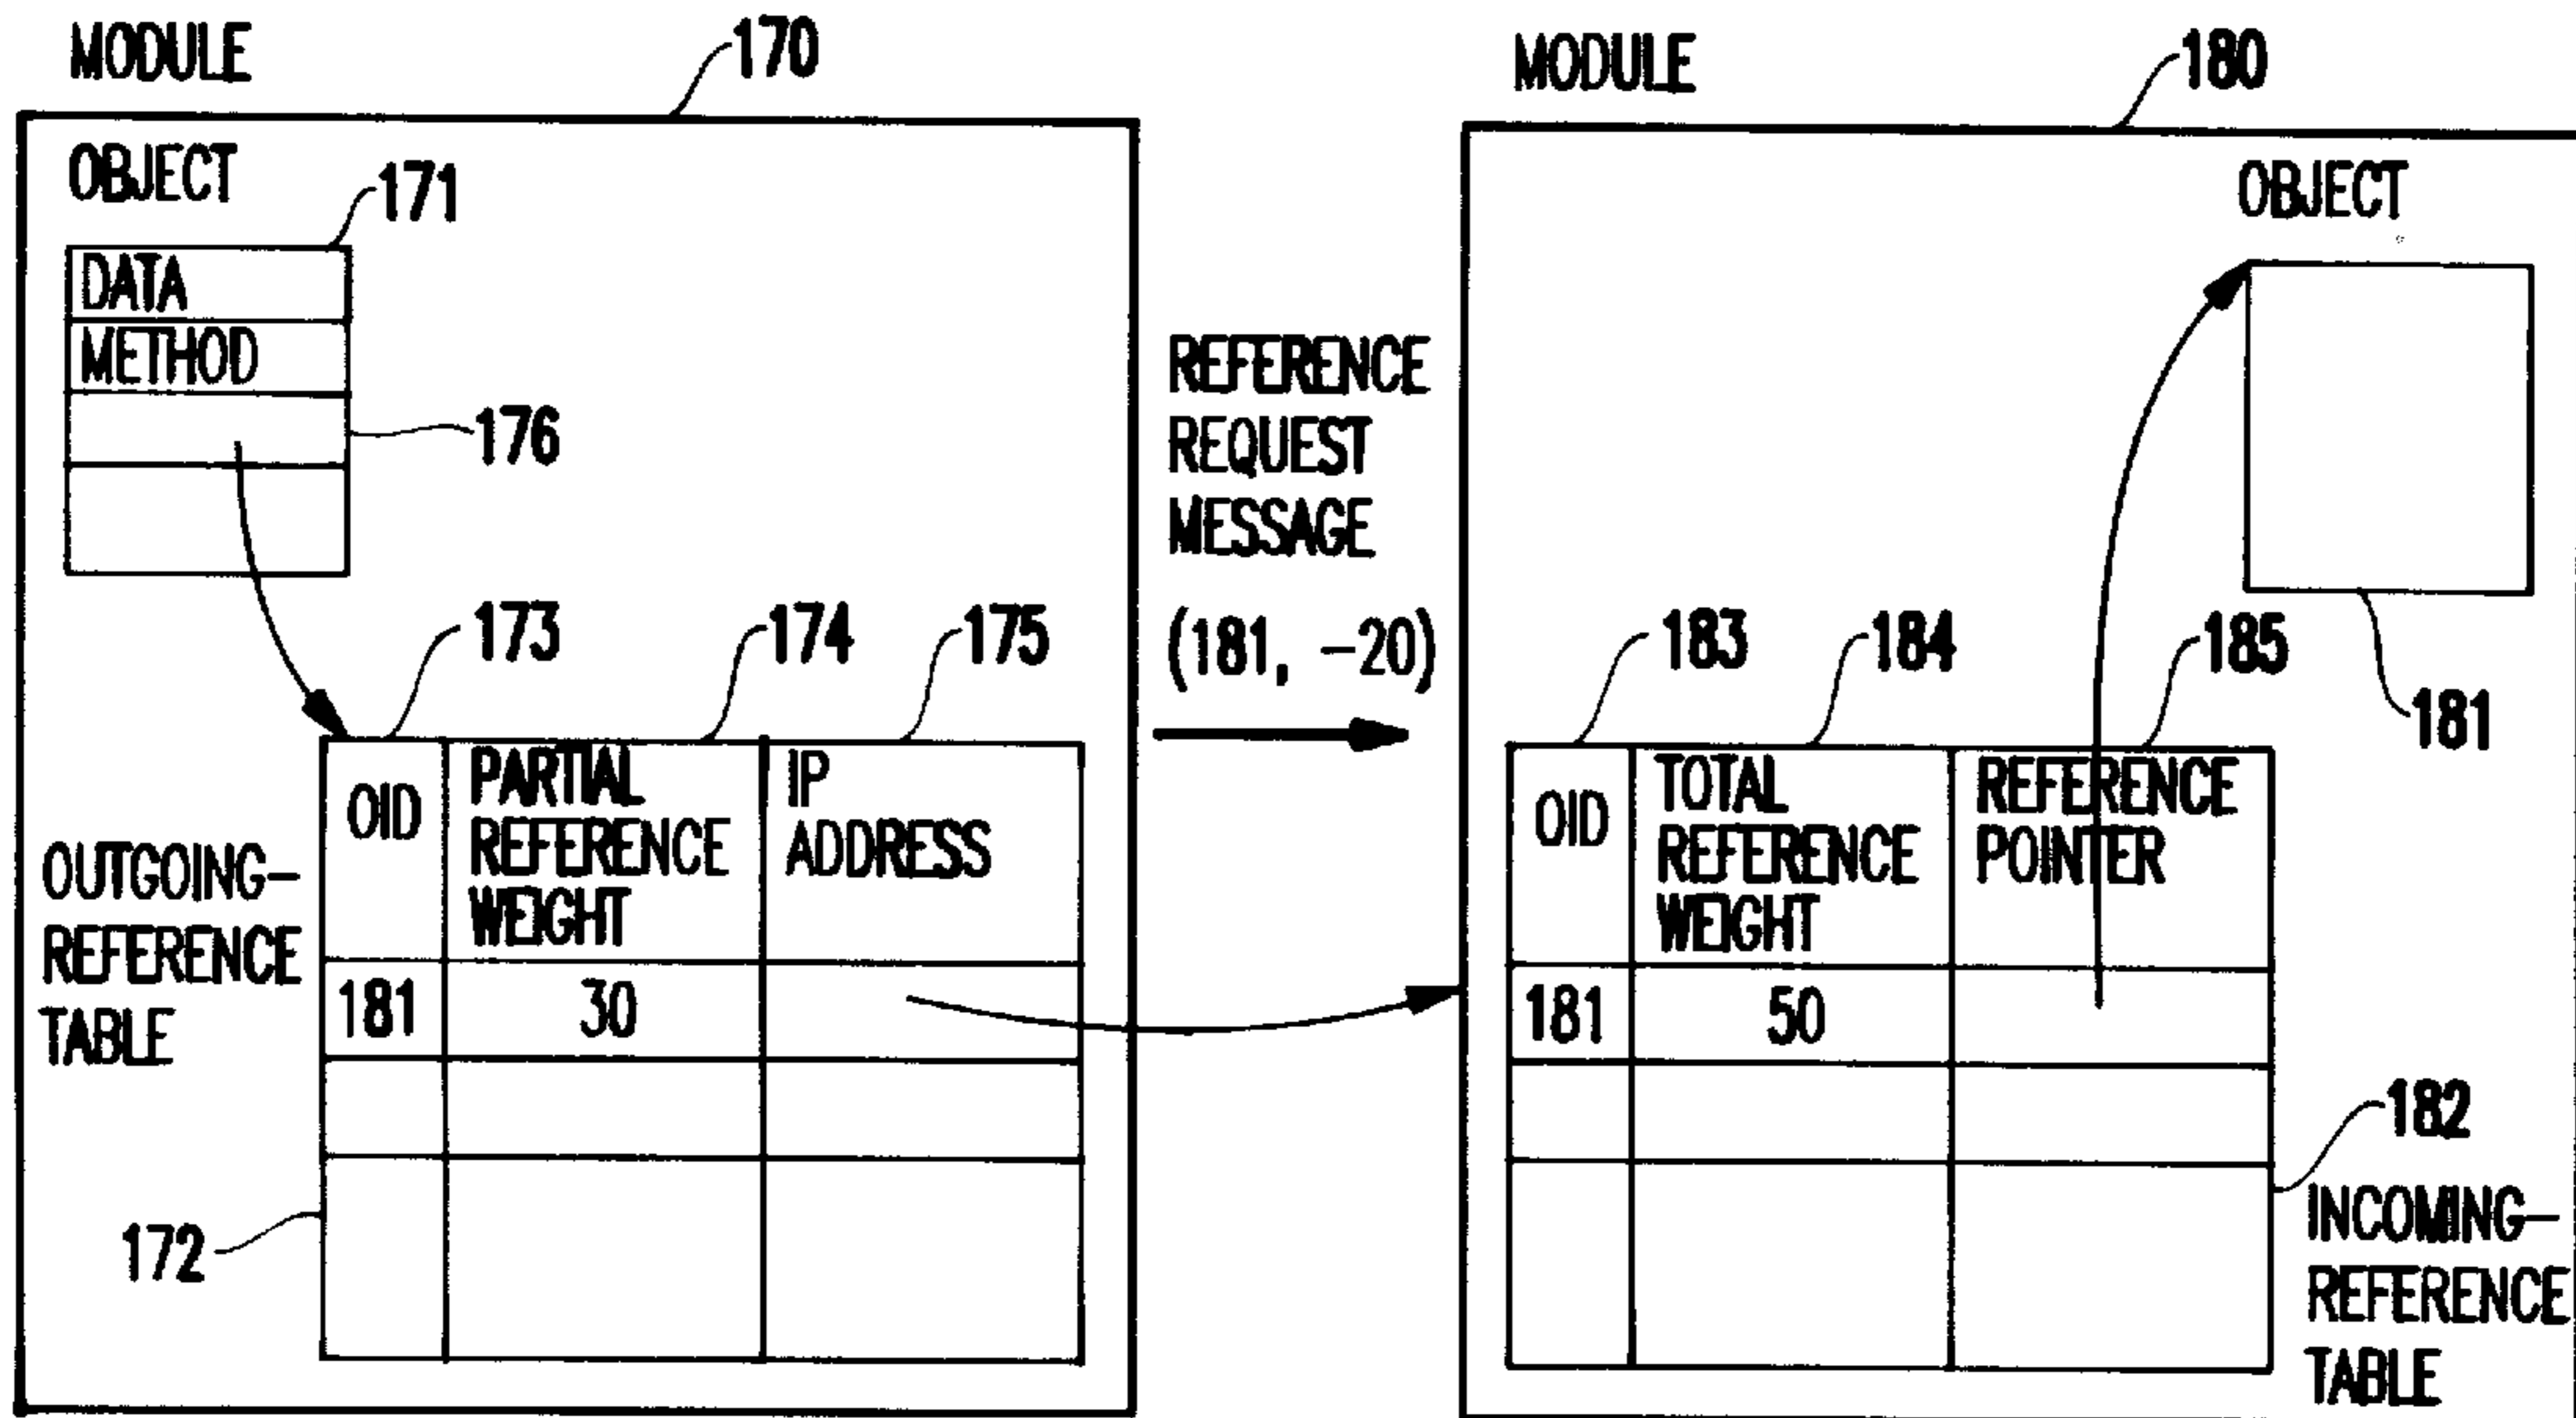 MODULE
170
OBJECT
171
DATA
METHOD
176
173
174
175
OID
PARTIAL
REFERENCE
WEIGHT
IP
ADDRESS
OUTGOING-
REFERENCE
TABLE
181
30
172
REFERENCE
REQUEST
MESSAGE
(181, -20)
MODULE
180
OBJECT
181
183
184
185
OID
TOTAL
REFERENCE
WEIGHT
REFERENCE
POINTER
181
50
182
INCOMING-
REFERENCE
TABLE